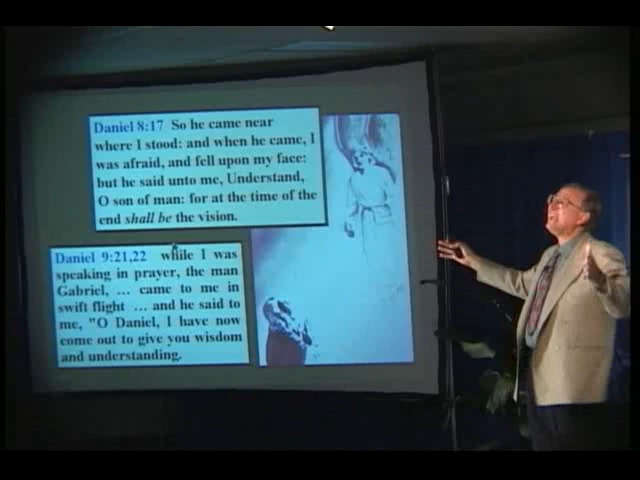 Daniel 8:17 So he came near
where I stood: and when he came, I
was afraid, and fell upon my face:
but he said unto me, Understand,
O son of man: for at the time of the
end shall be the vision.
Daniel 9:21,22 while I was
speaking in prayer, the man
Gabriel, ... came to me in
swift flight ... and he said to
me, "O Daniel, I have now
come out to give you wisdom
and understanding.